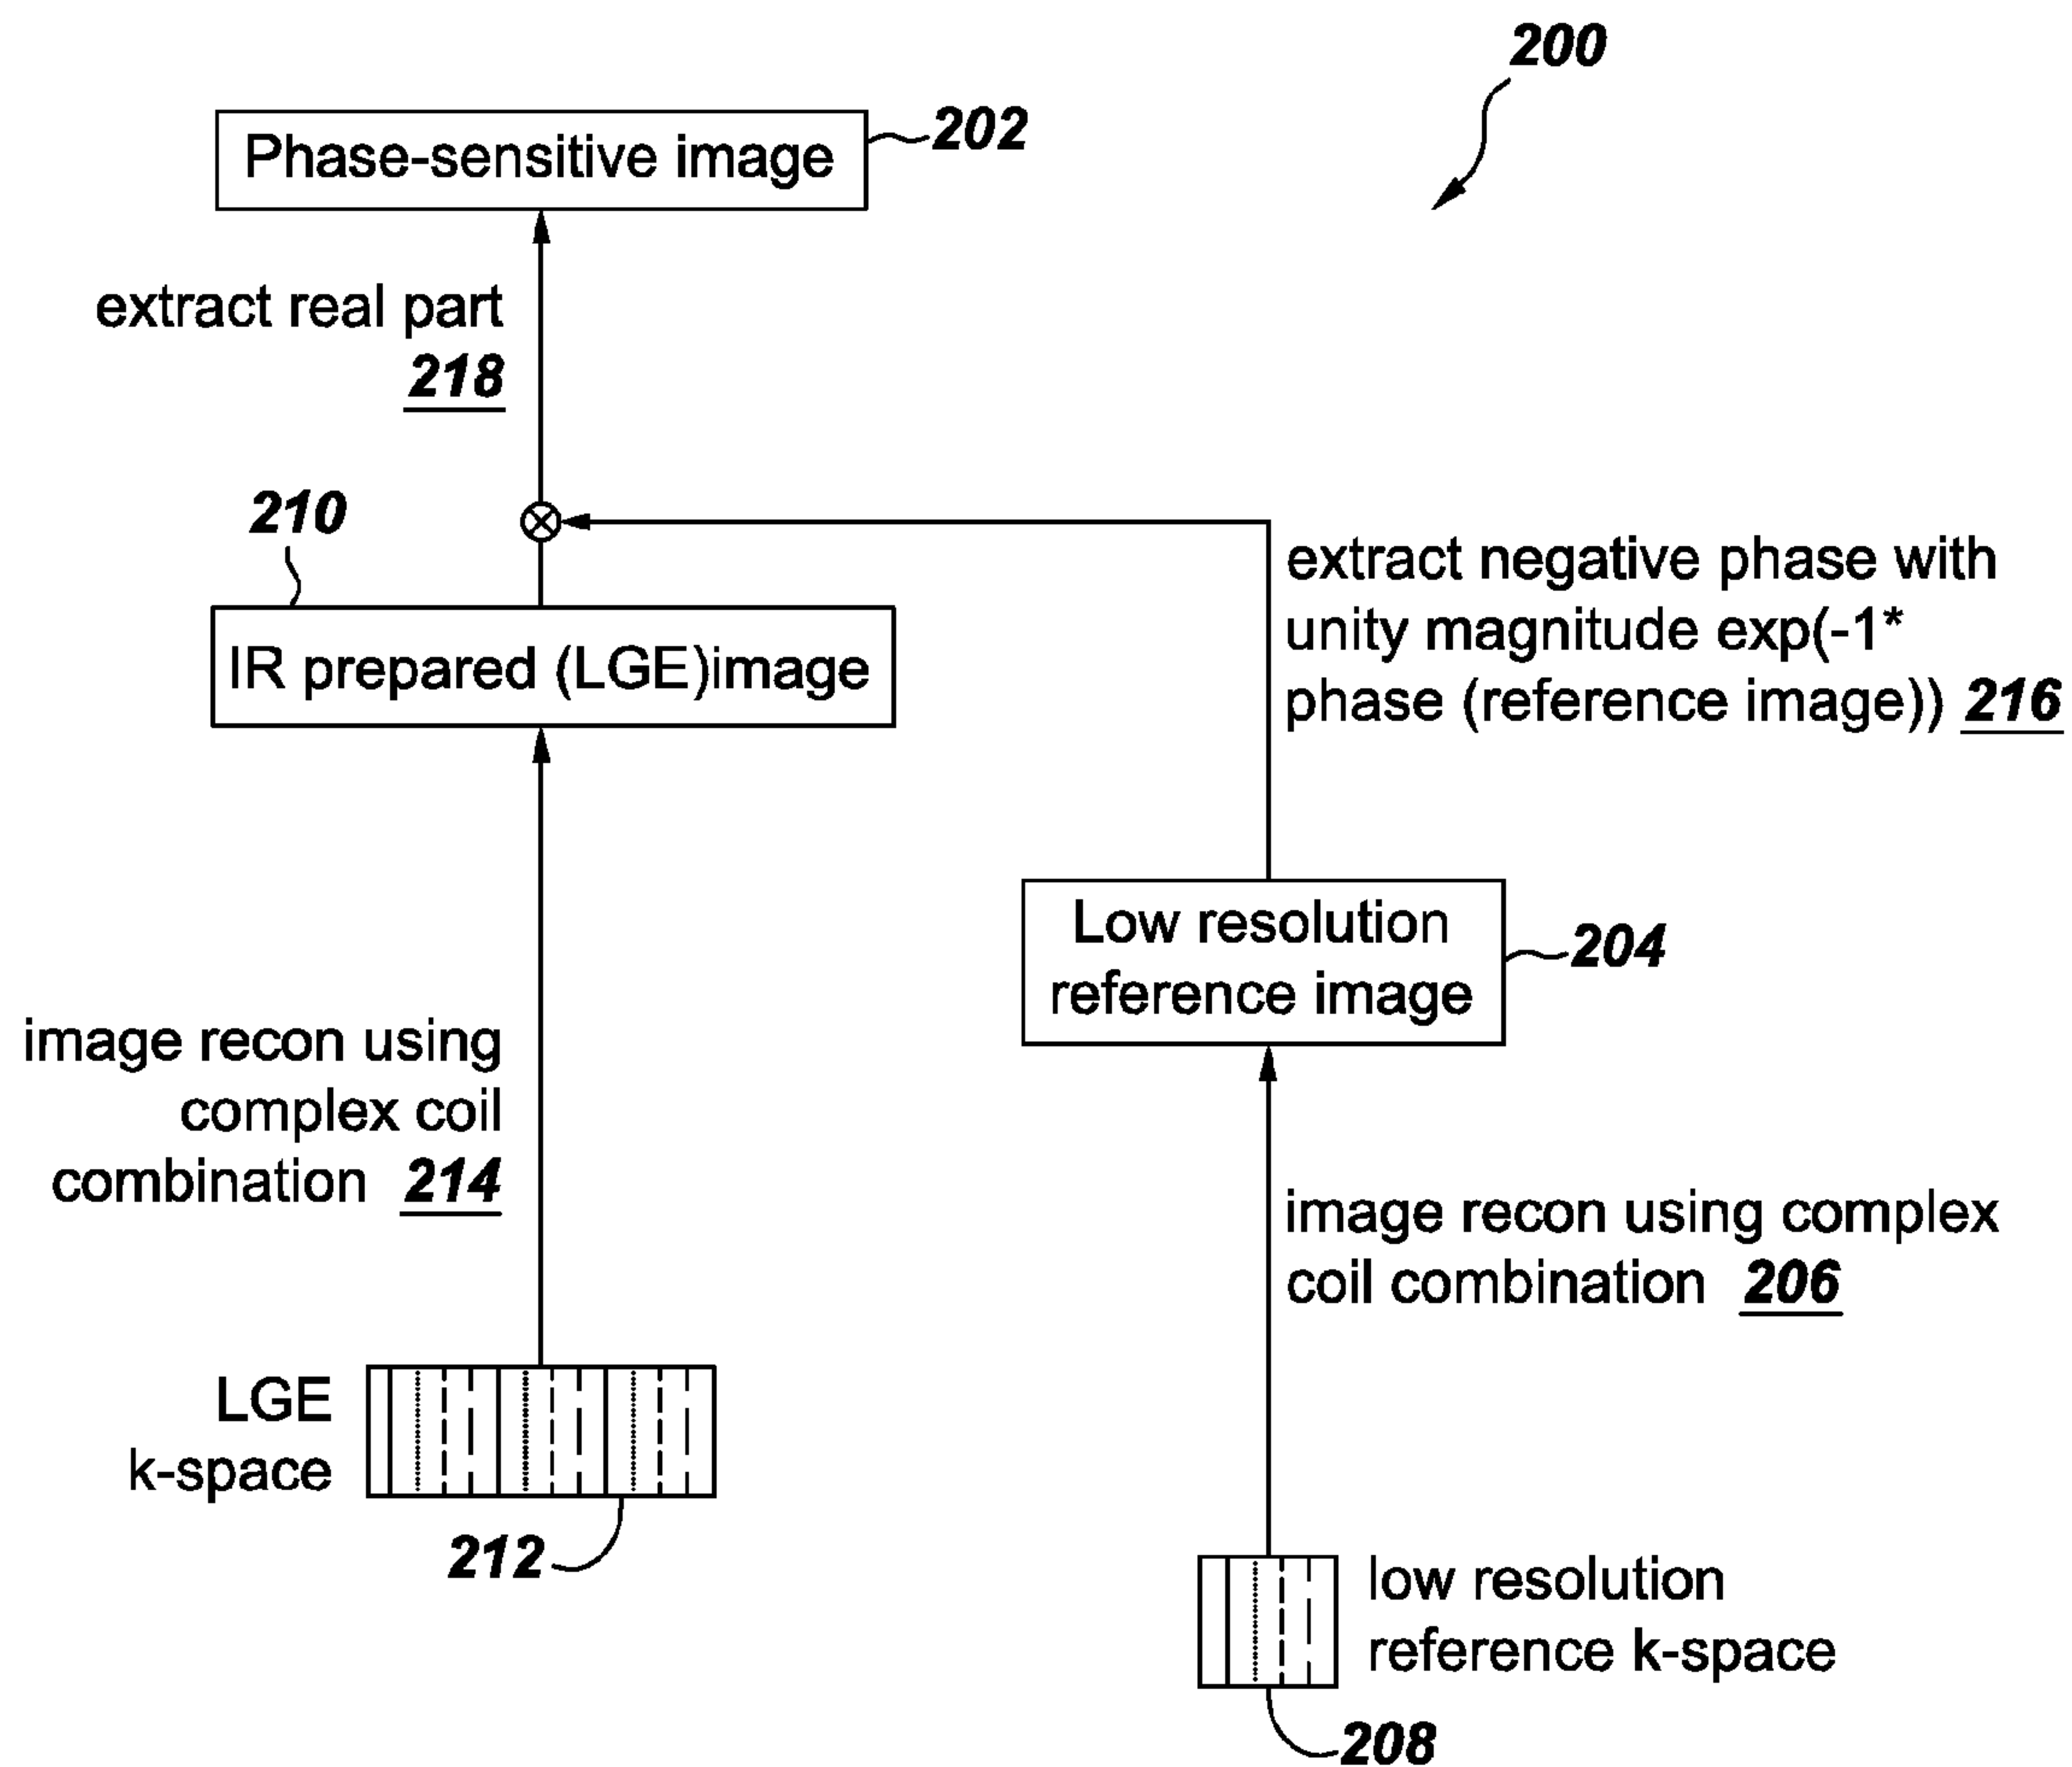 200
Phase-sensitive image
202
extract real part
218
210
extract negative phase with
unity magnitude exp(-1*
phase (reference image)) 216
IR prepared (LGE)image
Low resolution
reference image
204
image recon using
complex coil
combination 214
image recon using complex
coil combination 206
LGE
k-space
212
low resolution
reference k-space
208